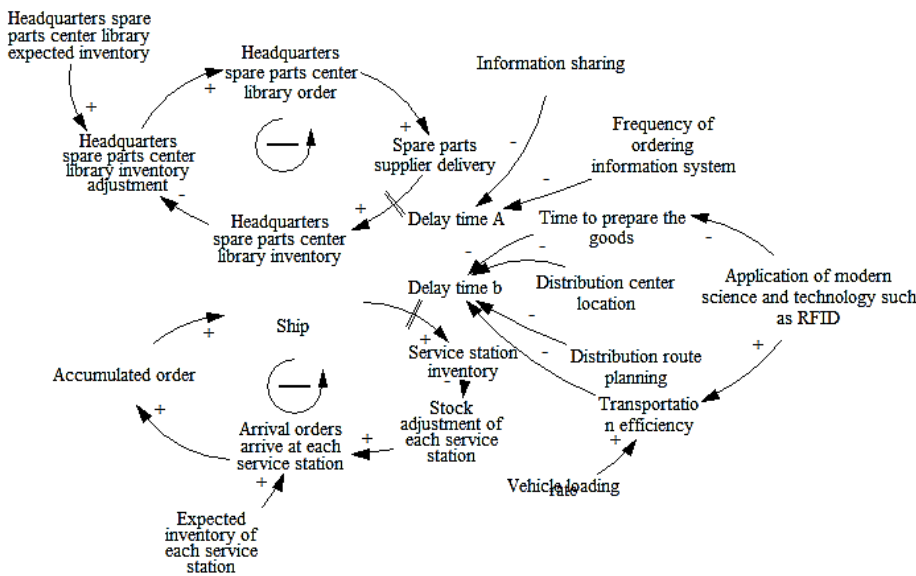 Headquarters spare
parts center library
expected inventory
Headquarters
spare parts center
library order
Information sharing
+
+
+
Headquarters
spare parts center
library inventory
adjustment
Spare parts
supplier delivery
-
Frequency of
ordering
information system
-
-
+
Headquarters
spare parts center
library inventory
Delay time A
Time to prepare the
goods
-
-
-
Delay time b
Distribution center
location
Application of modern
science and technology such
as RFID
+
Ship
+
-
-
+
Service station
inventory
Distribution route
planning
Accumulated order
-
Stock
adjustment of
each service
station
Transportatio
n efficiency
+
Arrival orders
arrive at each
service station
+
+
+
Vehicle loading
rate
Expected
inventory of
each service
station